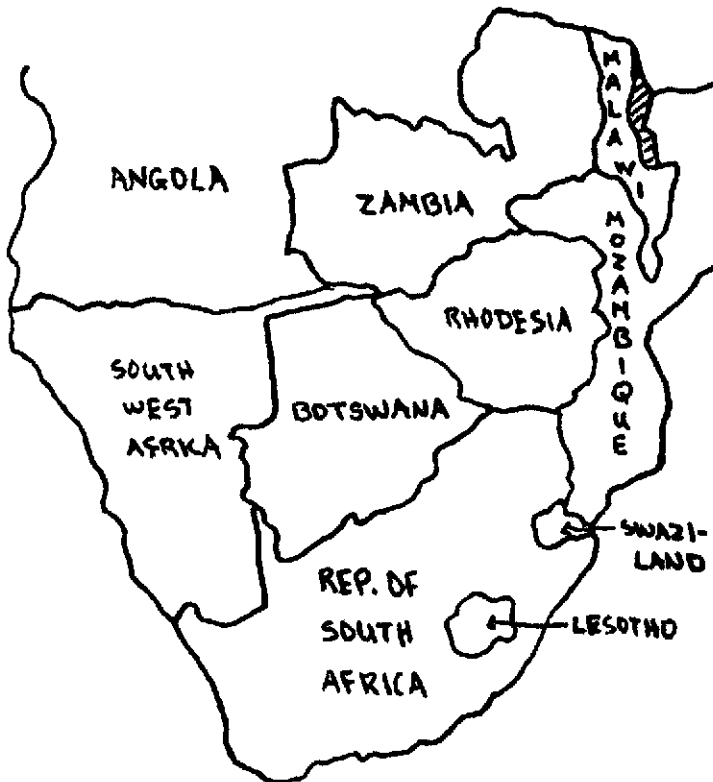 MALAWI
ANGOLA
ZAMBIA
MOZAMBIQUE
RHODESIA
SOUTH
WEST
AFRKA
BOTSWANA
SWAZI-
LAND
REP. OF
SOUTH
AFRICA
LESOTHO